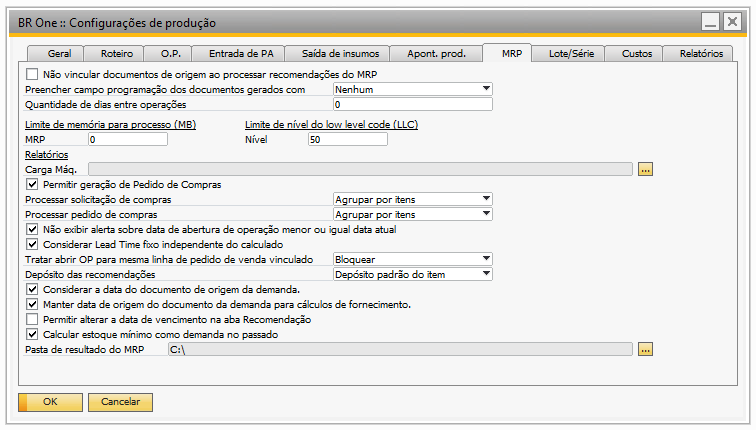 BR One :: Configurações de produção
Geral Roteiro O.P. Entrada de PA Saída de insumos Apont. prod. MRP Lote/Série Custos Relatórios
Não vincular documentos de origem ao processar recomendações do MRP
Preencher campo programação dos documentos gerados com Nenhum
Quantidade de dias entre operações 0
Limite de memória para processo (MB) Limite de nível do low level code (LLC)
MRP 0 Nível 50
Relatórios
Carga Máq. ...
Permitir geração de Pedido de Compras
Processar solicitação de compras Agrupar por itens
Processar pedido de compras Agrupar por itens
Não exibir alerta sobre data de abertura de operação menor ou igual data atual
Considerar Lead Time fixo independente do calculado
Tratar abrir OP para mesma linha de pedido de venda vinculado Bloquear
Depósito das recomendações Depósito padrão do item
Considerar a data do documento de origem da demanda.
Manter data de origem do documento da demanda para cálculos de fornecimento.
Permitir alterar a data de vencimento na aba Recomendação
Calcular estoque mínimo como demanda no passado
Pasta de resultado do MRP C:\ ...
OK Cancelar